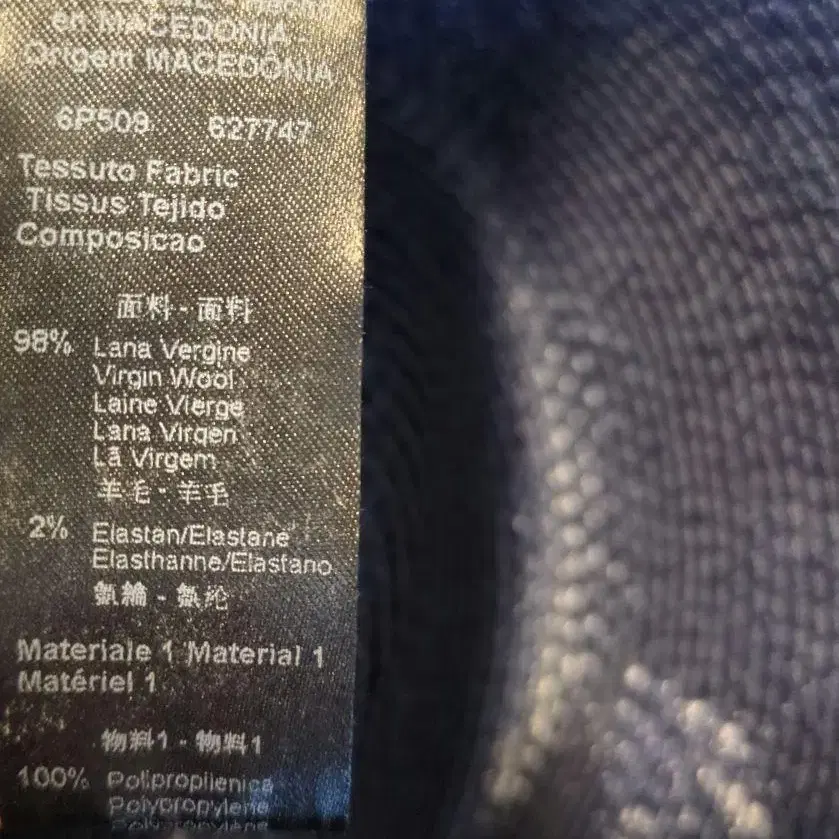 en MACEDONIA -
Origem MACEDÔNIA
6P509 627747
Tessuto Fabric
Tissus Tejido
Composicao
面料 - 面料
98% Lana Vergine
Virgin Wool
Laine Vierge
Lana Virgen
Lã Virgem
羊毛 - 羊毛
2% Elastan/Elastane
Elasthanne/Elastano
氨綸 - 氨纶
Materiale 1 Material 1
Matériel 1
物料1 - 物料1
100% Polipropilenica
Polypropylene